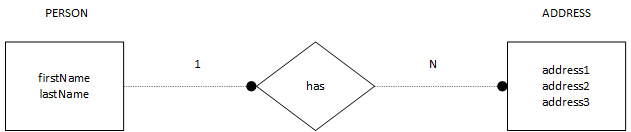 PERSON
ADDRESS
firstName
lastName
1
has
N
address1
address2
address3